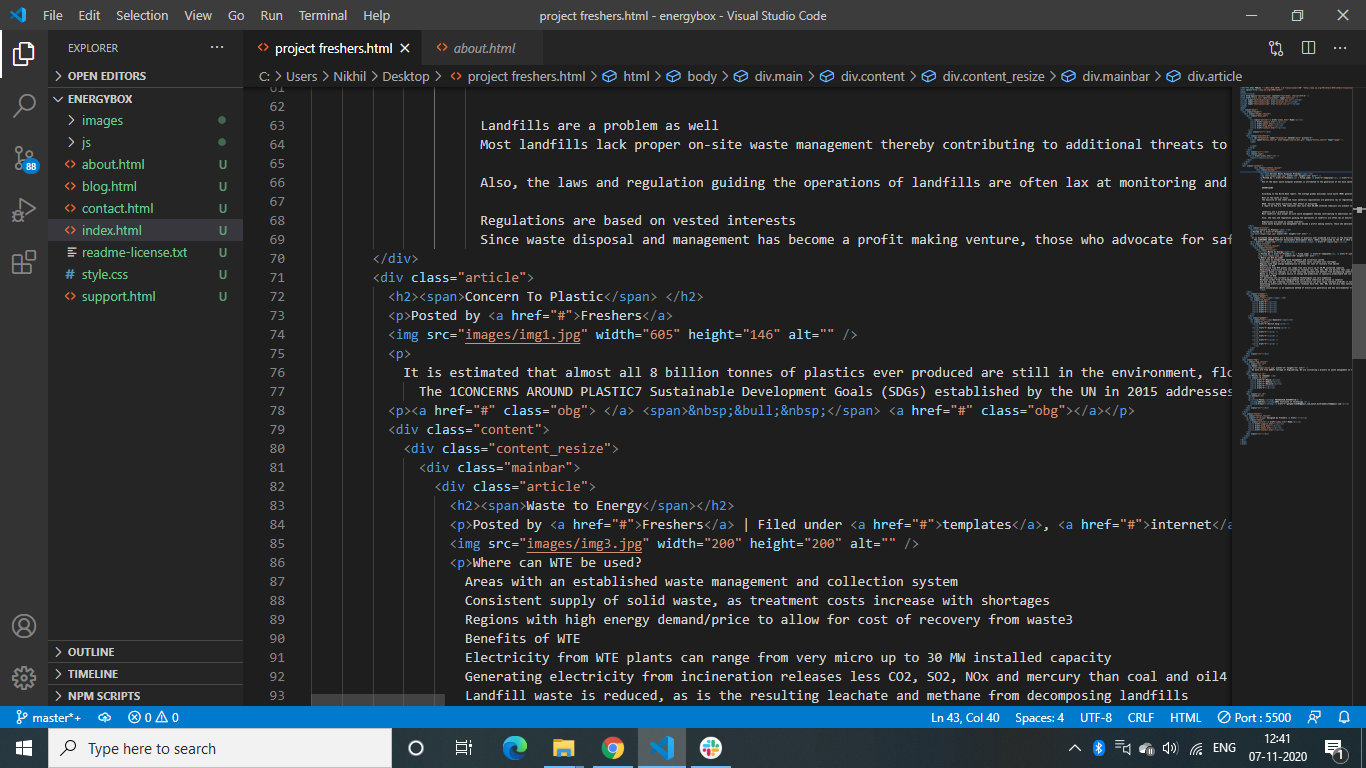 File Edit Selection View Go Run Terminal Help project freshers.html - energybox - Visual Studio Code
EXPLORER
project freshers.html
about.html
C: > Users > Nikhil > Desktop > project freshers.html > html > body > div.main > div.content > div.content_resize > div.mainbar > div.article
OPEN EDITORS
ENERGYBOX
images
js
about.html U
blog.html U
contact.html U
index.html U
readme-license.txt U
style.css U
support.html U
88
OUTLINE
TIMELINE
NPM SCRIPTS
61
62
63 Landfills are a problem as well
64 Most landfills lack proper on-site waste management thereby contributing to additional threats to
65
66 Also, the laws and regulation guiding the operations of landfills are often lax at monitoring and
67
68 Regulations are based on vested interests
69 Since waste disposal and management has become a profit making venture, those who advocate for saf
70 </div>
71 <div class="article">
72 <h2><span>Concern To Plastic</span> </h2>
73 <p>Posted by <a href="#">Freshers</a>
74 <img src="images/img1.jpg" width="605" height="146" alt="" />
75 <p>
76 It is estimated that almost all 8 billion tonnes of plastics ever produced are still in the environment, flo
77 The 1CONCERNS AROUND PLASTIC7 Sustainable Development Goals (SDGs) established by the UN in 2015 addresses
78 <p><a href="#" class="obg"> </a> <span>&nbsp;&bull;&nbsp;</span> <a href="#" class="obg"></a></p>
79 <div class="content">
80 <div class="content_resize">
81 <div class="mainbar">
82 <div class="article">
83 <h2><span>Waste to Energy</span></h2>
84 <p>Posted by <a href="#">Freshers</a> | Filed under <a href="#">templates</a>, <a href="#">internet</a
85 <img src="images/img3.jpg" width="200" height="200" alt="" />
86 <p>Where can WTE be used?
87 Areas with an established waste management and collection system
88 Consistent supply of solid waste, as treatment costs increase with shortages
89 Regions with high energy demand/price to allow for cost of recovery from waste3
90 Benefits of WTE
91 Electricity from WTE plants can range from very micro up to 30 MW installed capacity
92 Generating electricity from incineration releases less CO2, SO2, NOx and mercury than coal and oil4
93 Landfill waste is reduced, as is the resulting leachate and methane from decomposing landfills
master*+ 0 0 Ln 43, Col 40 Spaces: 4 UTF-8 CRLF HTML Port : 5500
Type here to search
ENG
12:41
07-11-2020
1